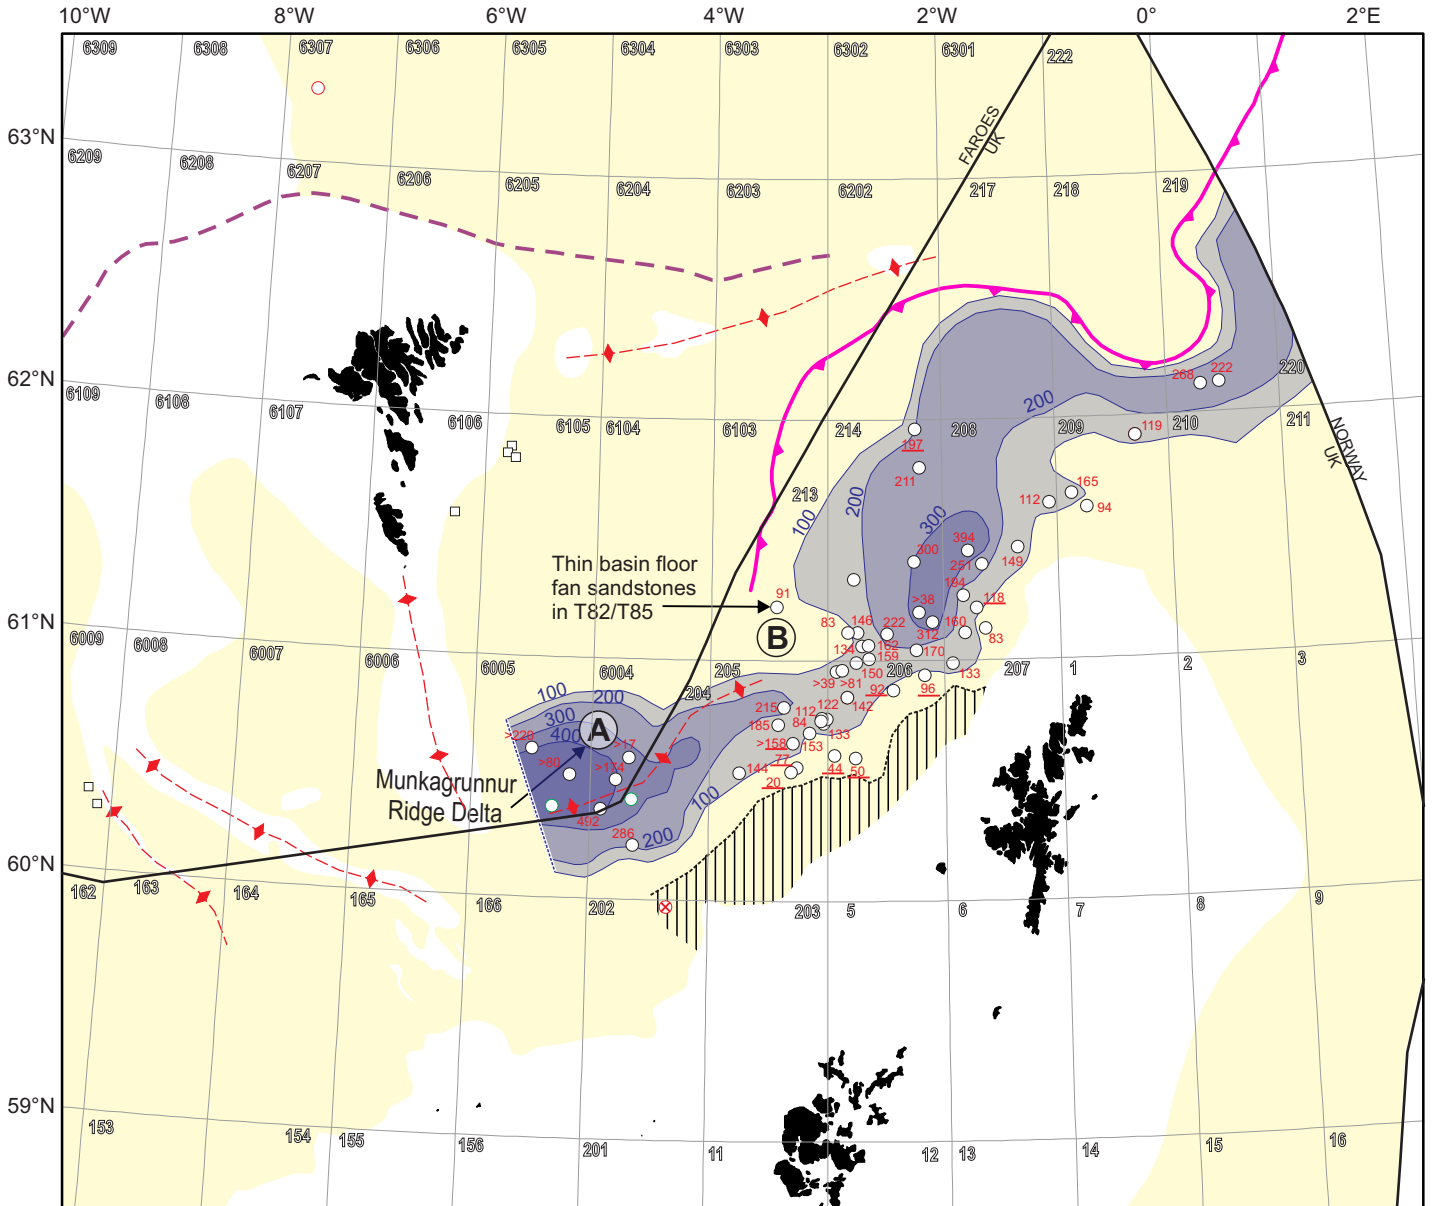 10°W 8°W 6°W 4°W 2°W 0° 2°E
6309 6308 6307 6306 6305 6304 6303 6302 6301 222
FAROES
UK
63°N
6209 6208 6207 6206 6205 6204 6203 6202 217 218 219
62°N
268 222 220
6109 6108 6107 6106 6105 6104 6103 214 208 209 210 211
200
119
NORWAY
UK
197
211
213
100 200 300
165
112 94
394
300 251 149
Thin basin floor
fan sandstones
in T82/T85
194
91 >38 118
B
61°N
83 146 222 312 160 83
134 162 159 170
6009 6008 6007 6006 6005 6004 205 206 207 1 2 3
>39 >81 150 133
92 96
100 200 204
300 215 112 122 142
400 A 185 84 133
>220 >17 >158 153
>80 >174 77 44 50
144 20
Munkagrunnur
Ridge Delta
492 100
286 200
60°N
162 163 164 165 166 202 203 5 6 7 8 9
59°N
153 154 155 156 201 11 12 13 14 15 16